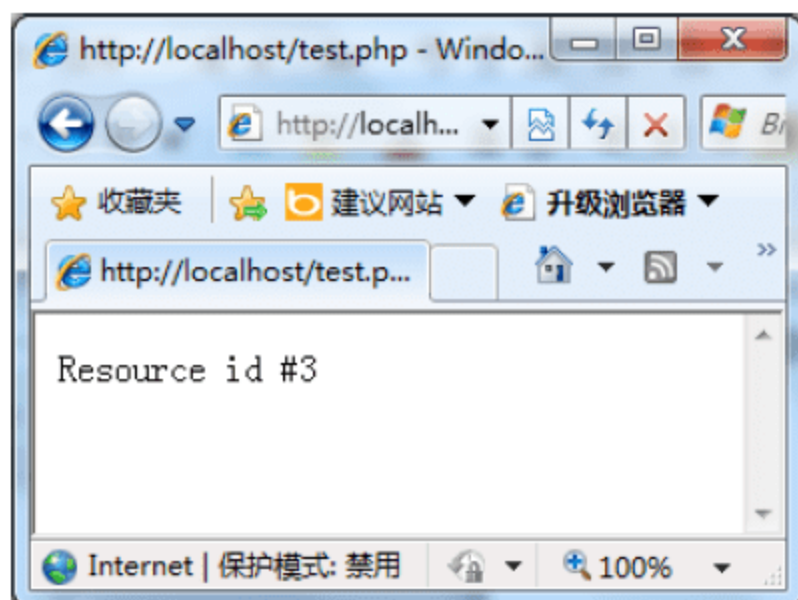 http://localhost/test.php - Windo...
http://localh...
收藏夹 建议网站 升级浏览器
http://localhost/test.p...
Resource id #3
Internet | 保护模式: 禁用 100%